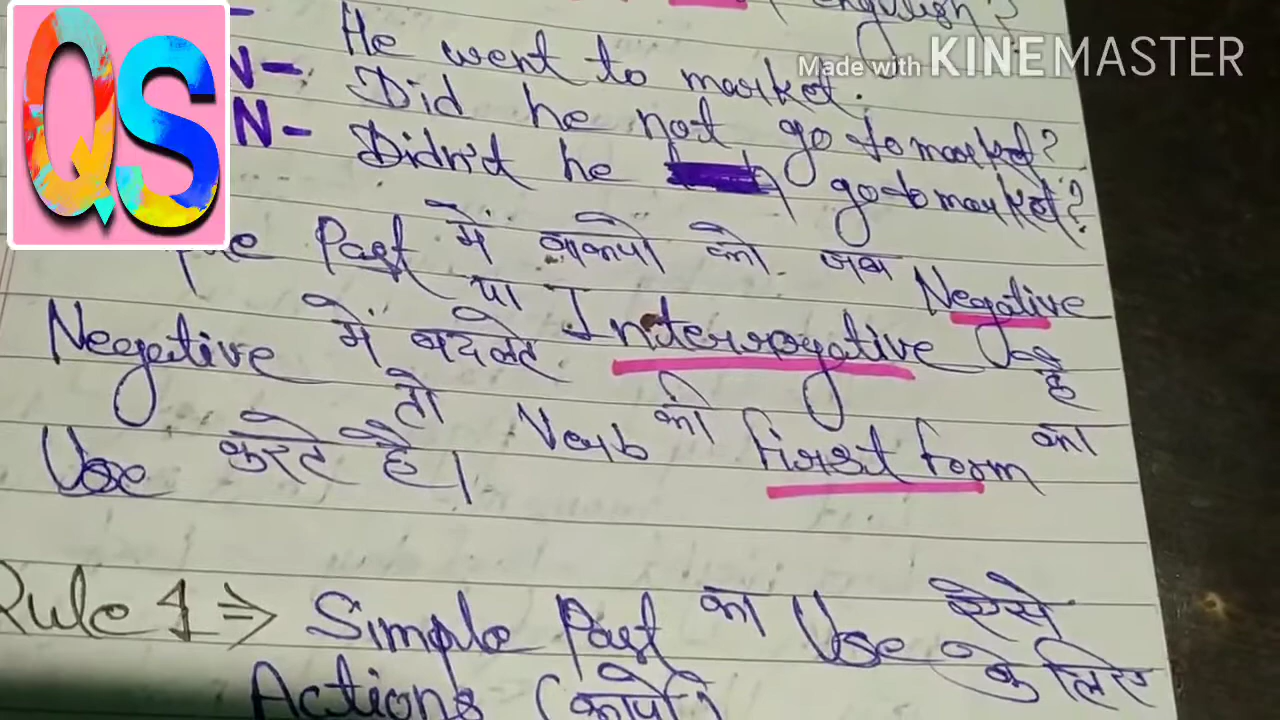 english?
Made with KINEMASTER
QS
He went to market.
N- Did he not go to market?
N- Didn't he go to market?
Past में वाक्यो को जब Negative
या Interrogative
Negative में बदलते है
तो Verb की first form का
Use करते है।
Rule 1 ⇒ Simple Past का Use ऐसे
Actions (कार्यो) के लिए